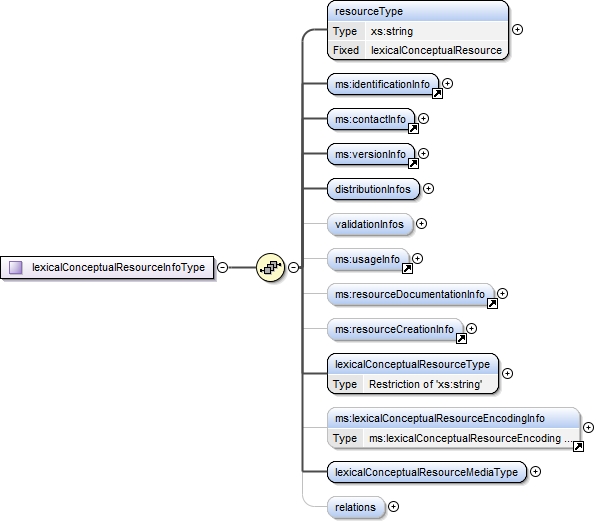 resourceType
Type xs:string
Fixed lexicalConceptualResource
ms:identificationInfo
ms:contactInfo
ms:versionInfo
distributionInfos
validationInfos
lexicalConceptualResourceInfoType
ms:usageInfo
ms:resourceDocumentationInfo
ms:resourceCreationInfo
lexicalConceptualResourceType
Type Restriction of 'xs:string'
ms:lexicalConceptualResourceEncodingInfo
Type ms:lexicalConceptualResourceEncoding ...
lexicalConceptualResourceMediaType
relations